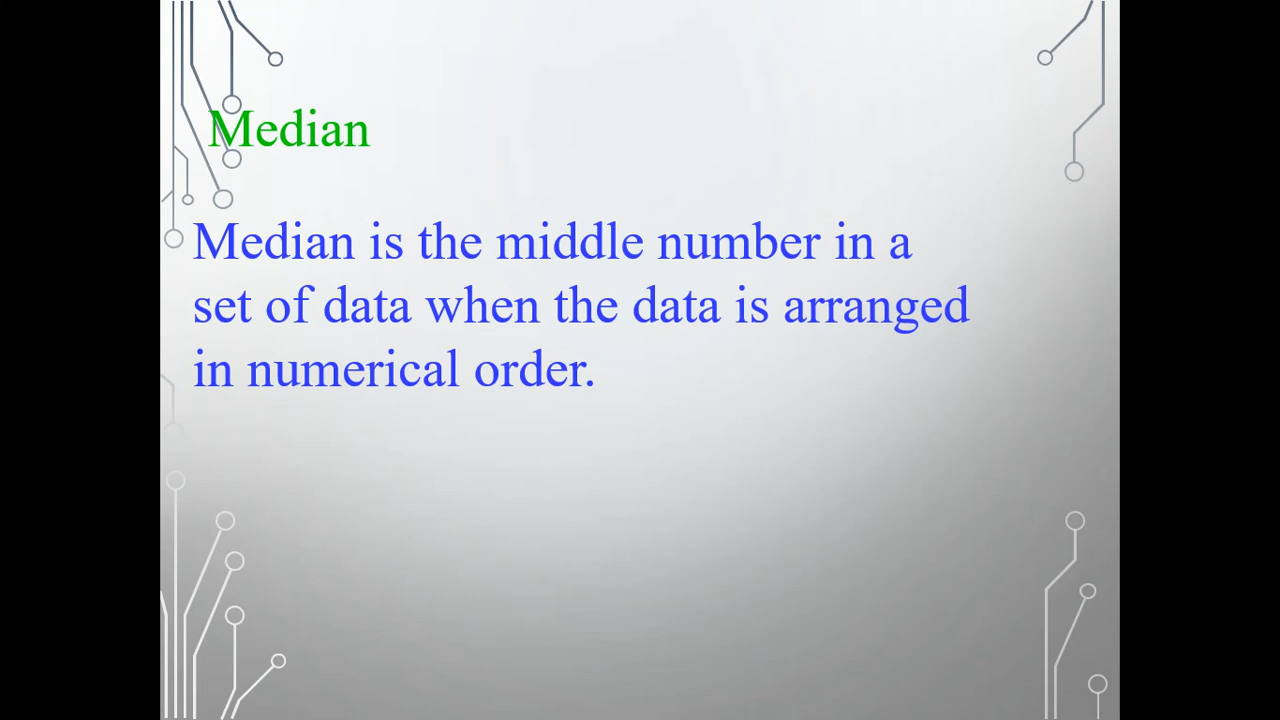 Median
Median is the middle number in a
set of data when the data is arranged
in numerical order.